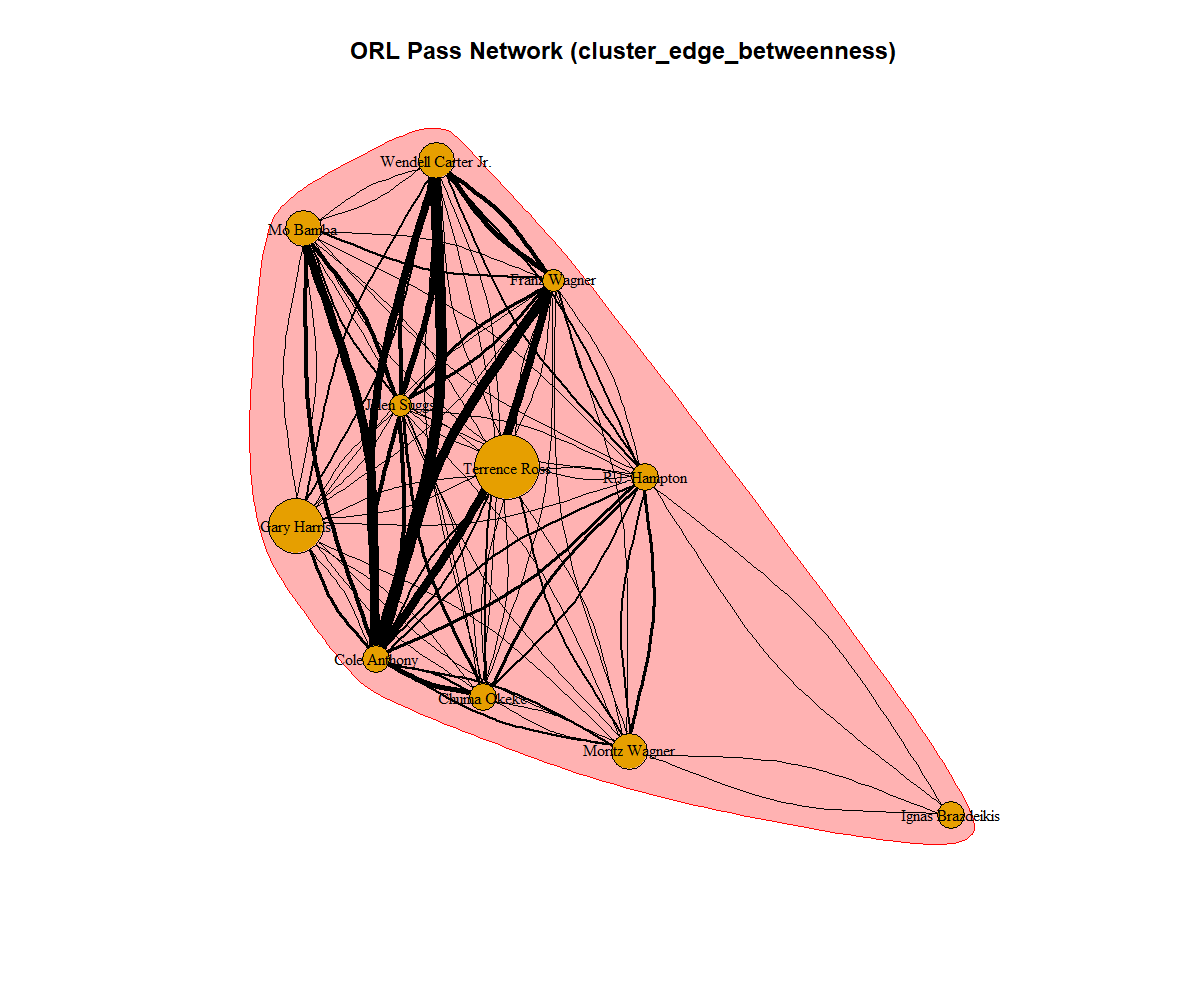 ORL Pass Network (cluster_edge_betweenness)
Wendell Carter Jr.
Mo Bamba
Franz Wagner
Jalen Suggs
Terrence Ross
R.J. Hampton
Gary Harris
Cole Anthony
Chuma Okeke
Moritz Wagner
Ignas Brazdeikis